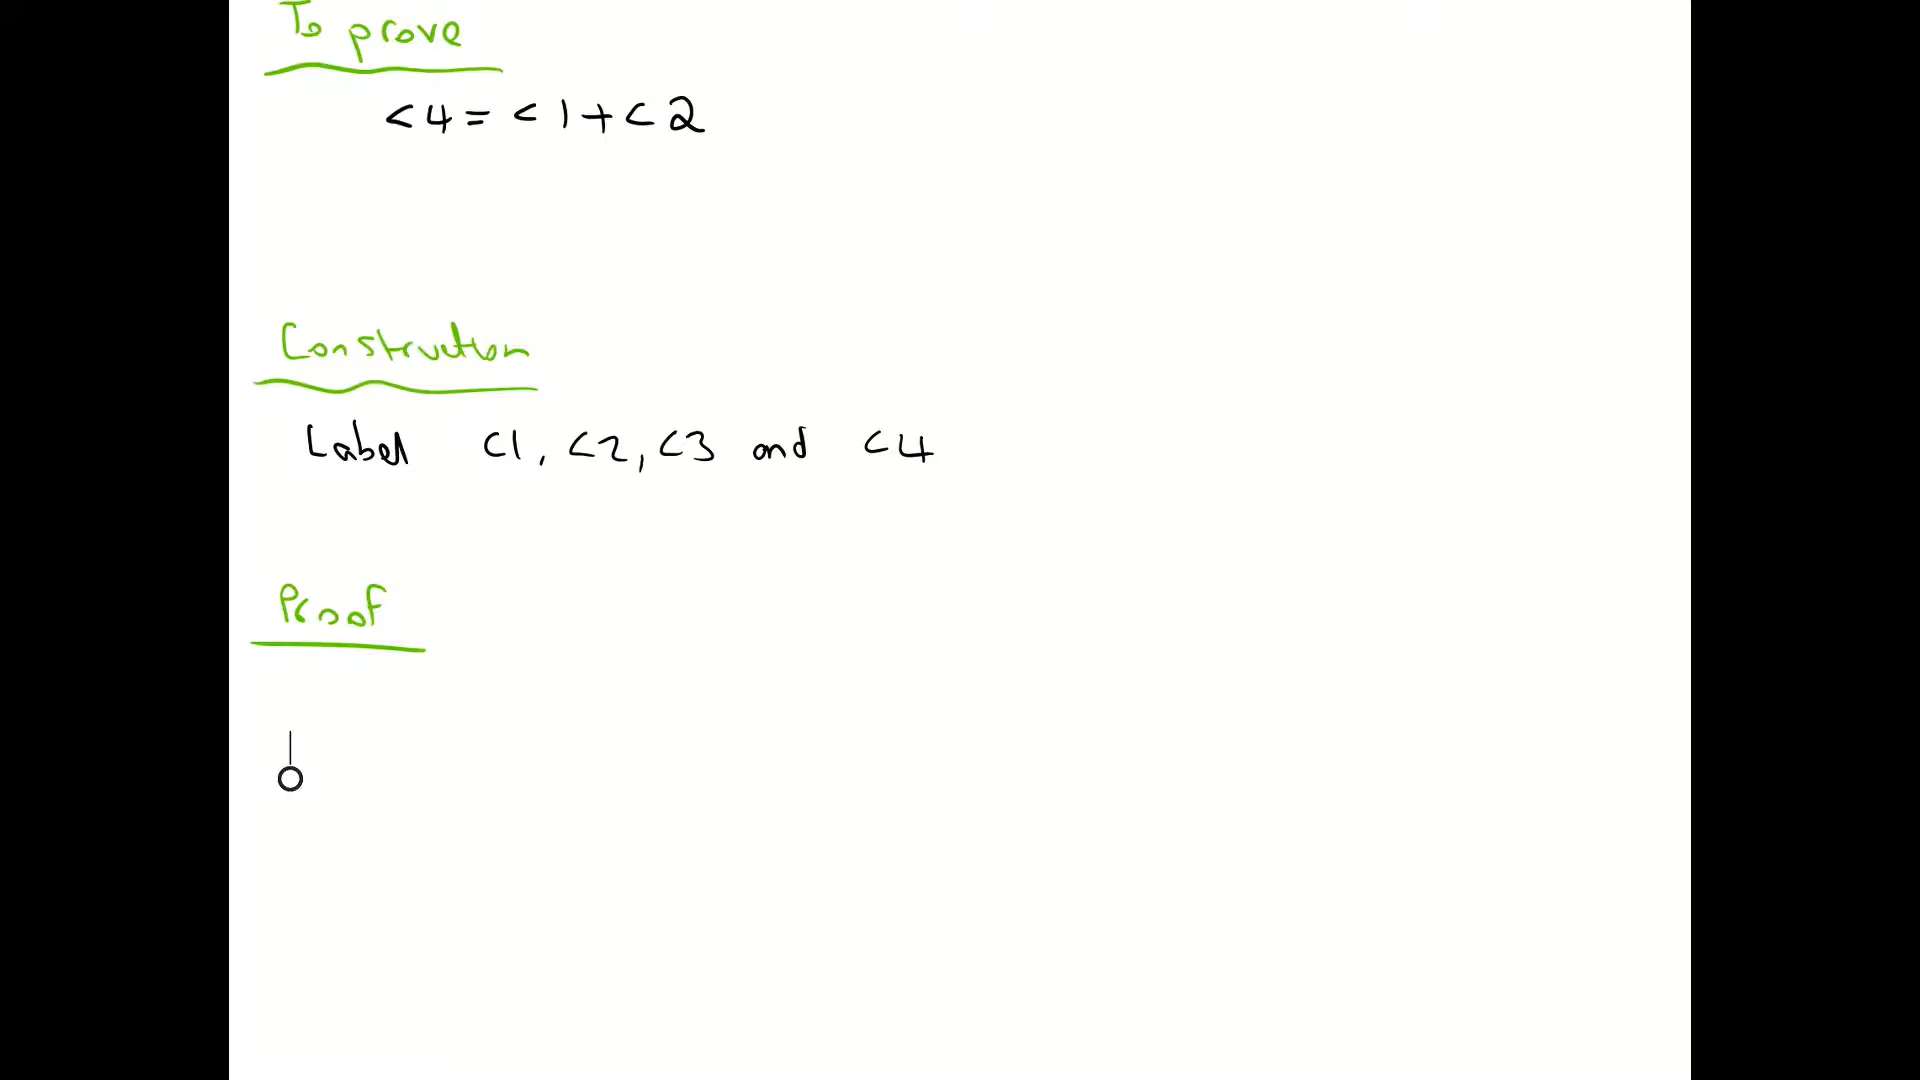 To prove
<4 = <1 + <2
Construction
Label <1, <2, <3 and <4
Proof